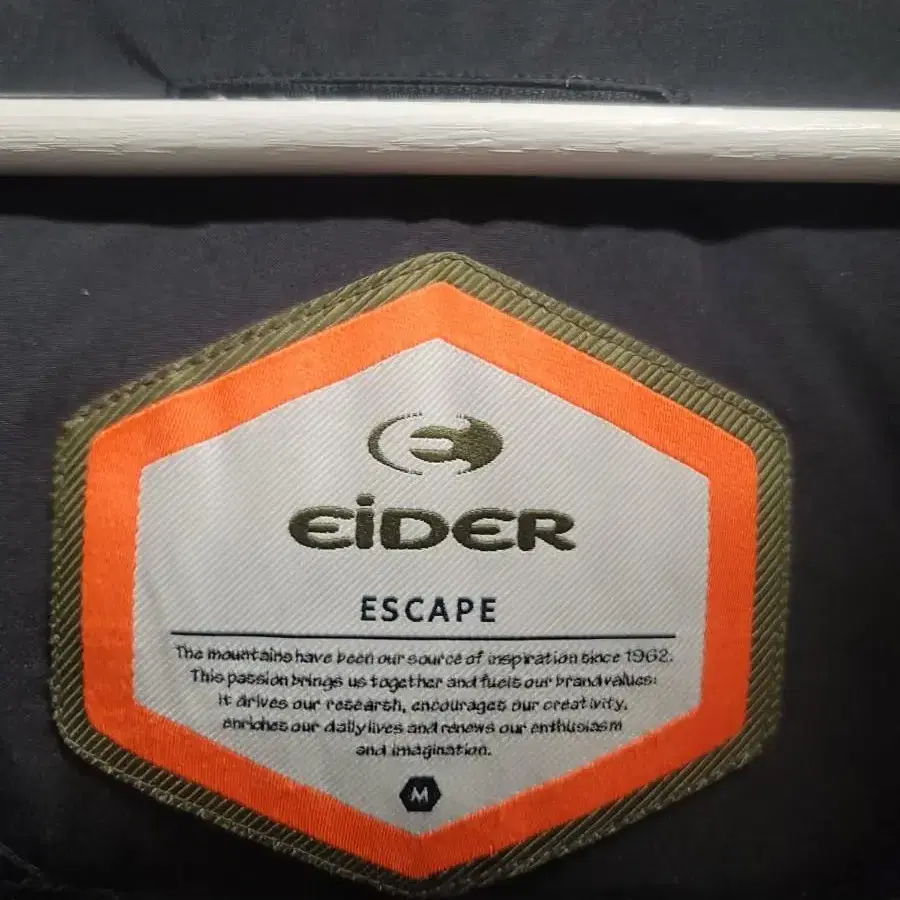 EiDER
ESCAPE
The mountains have been our source of inspiration since 1962.
This passion brings us together and fuels our brand values:
it drives our research, encourages our creativity,
enriches our daily lives and renews our enthusiasm
and imagination.
M